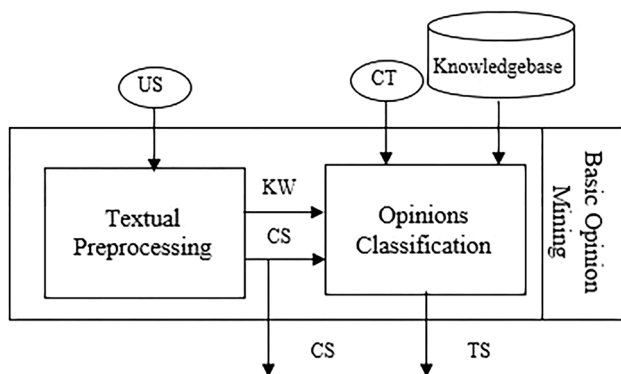 US
CT
Knowledgebase
Textual
Preprocessing
KW
CS
Opinions
Classification
Basic Opinion
Mining
CS
TS